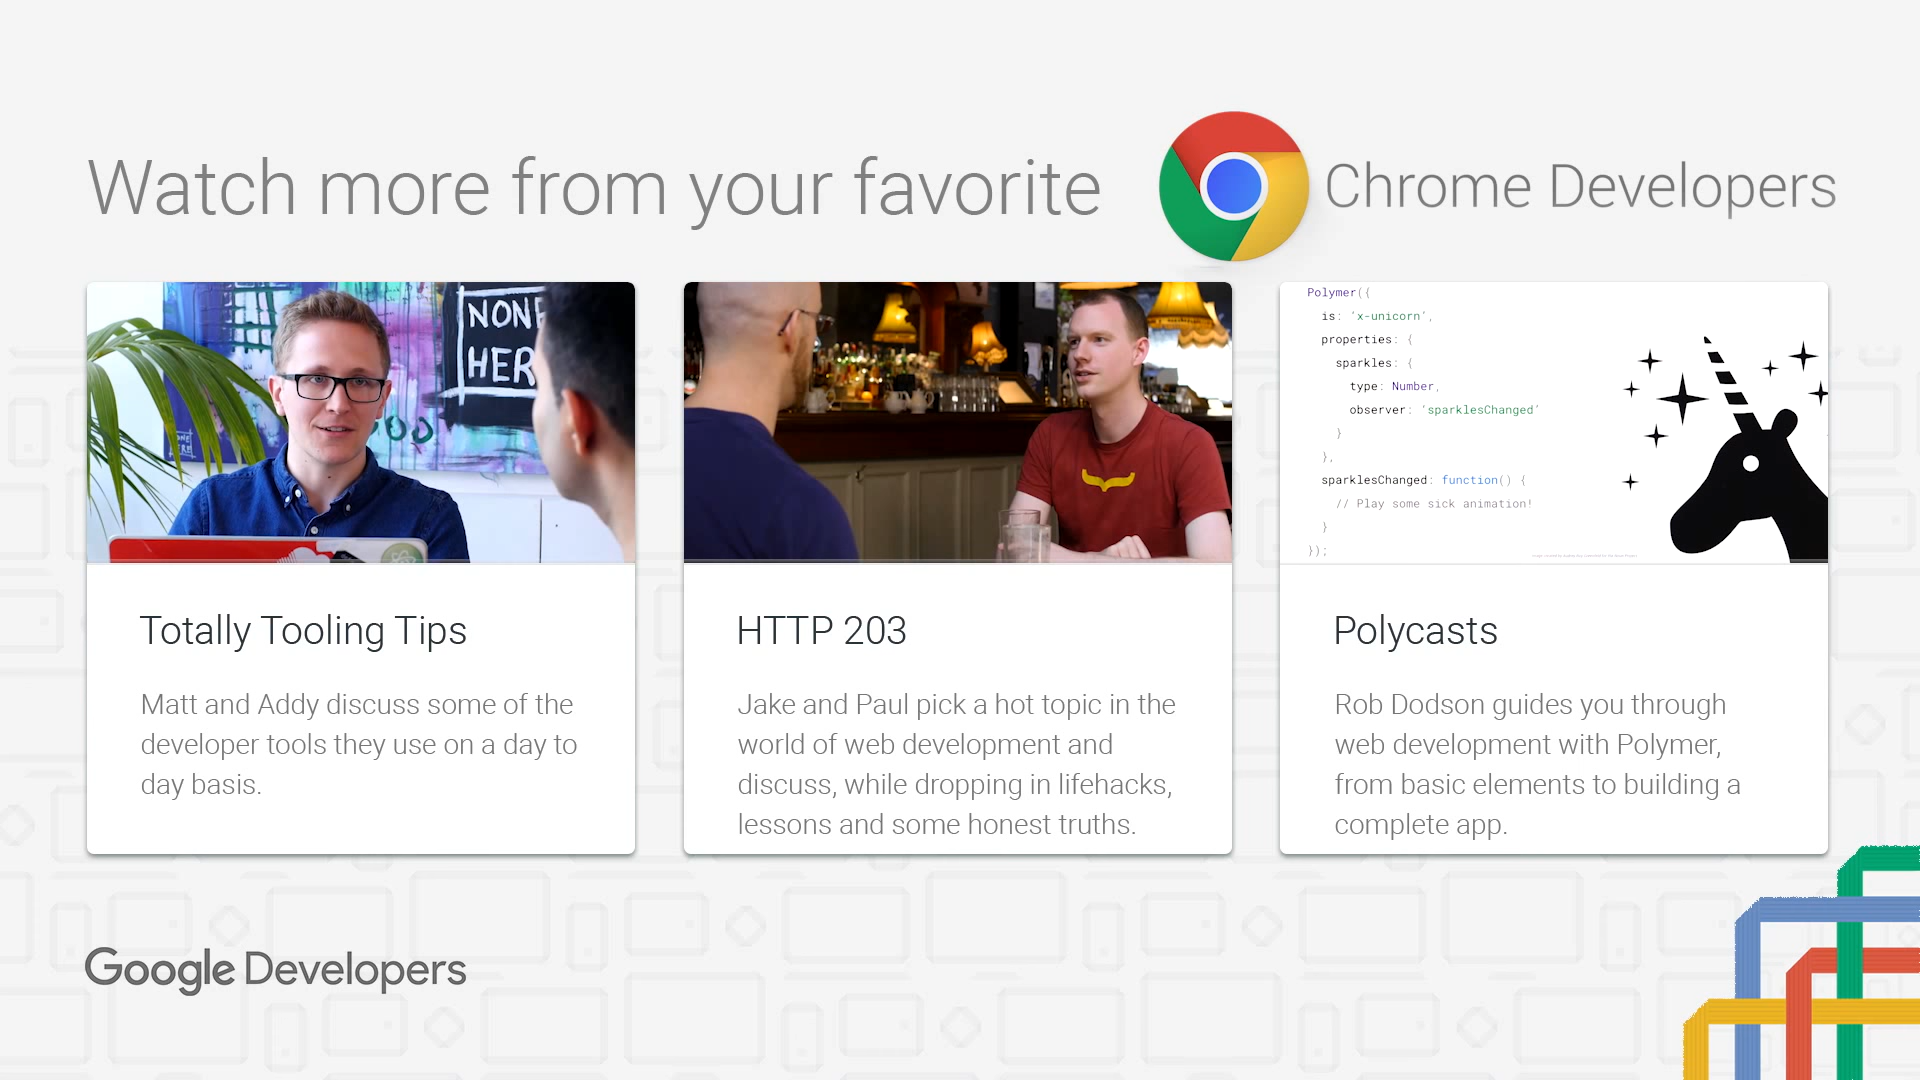 Watch more from your favorite
Chrome Developers
NONE
HER
Totally Tooling Tips
Matt and Addy discuss some of the
developer tools they use on a day to
day basis.
HTTP 203
Jake and Paul pick a hot topic in the
world of web development and
discuss, while dropping in lifehacks,
lessons and some honest truths.
Polymer({
is: ‘x-unicorn’,
properties: {
sparkles: {
type: Number,
observer: ‘sparklesChanged’
}
},
sparklesChanged: function() {
// Play some sick animation!
}
});
Polycasts
Rob Dodson guides you through
web development with Polymer,
from basic elements to building a
complete app.
Google Developers